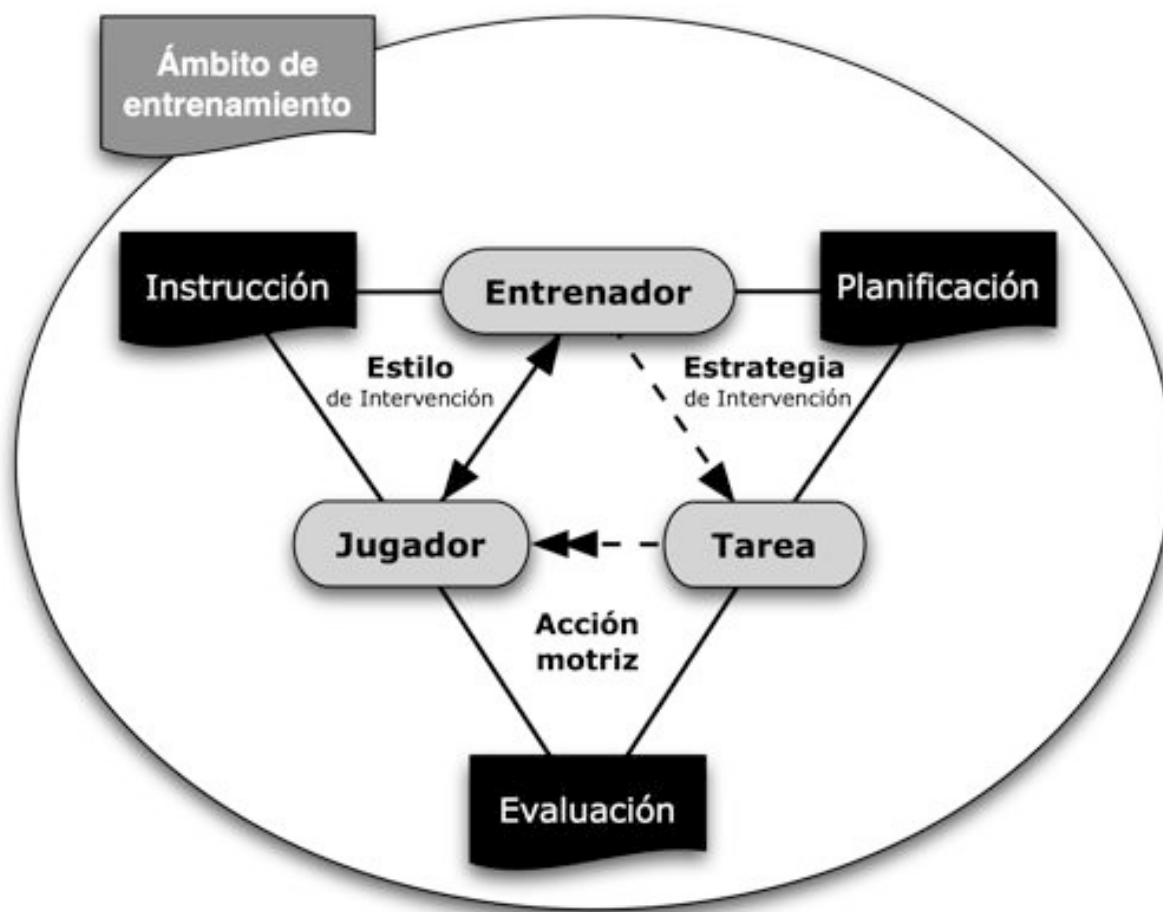 Ámbito de
entrenamiento
Instrucción
Entrenador
Planificación
Estilo
de Intervención
Estrategia
de Intervención
Jugador
Tarea
Acción
motriz
Evaluación